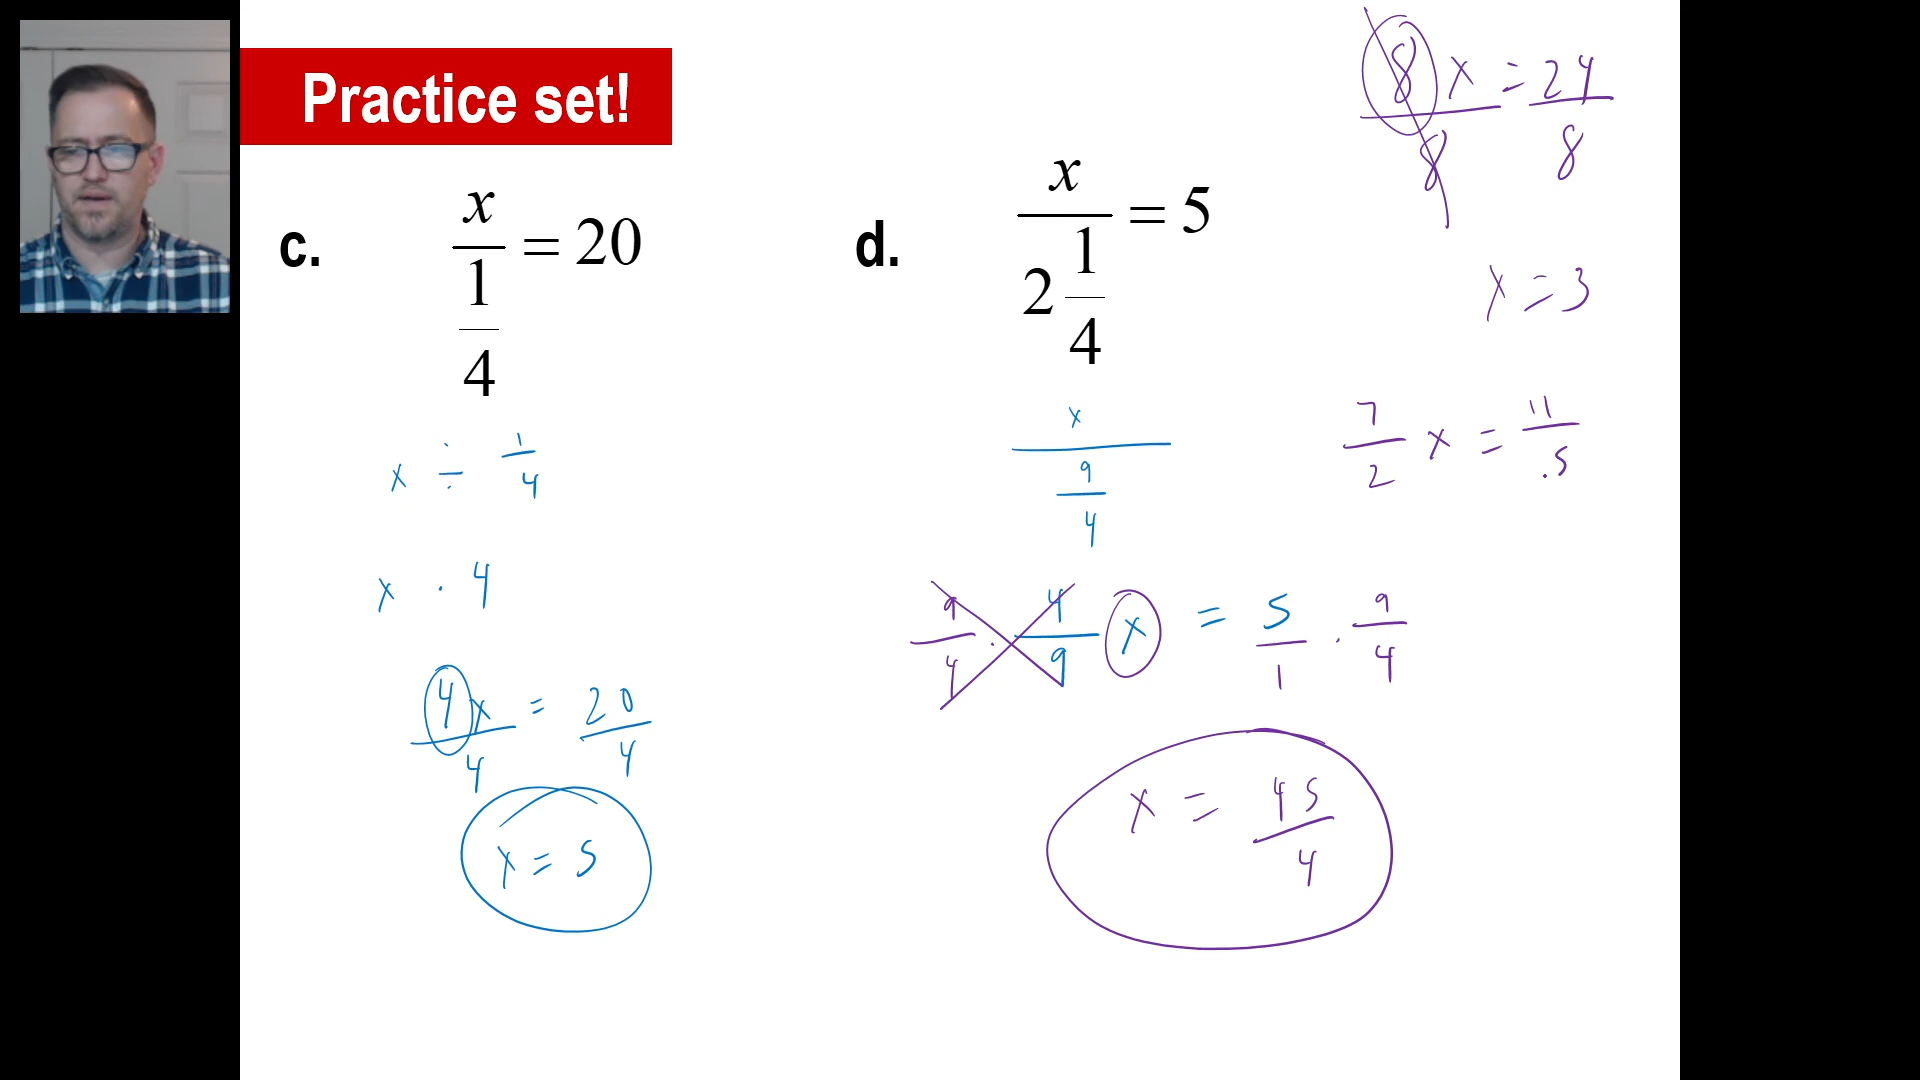 Practice set!
c. x / 1/4 = 20
x ÷ 1/4
x · 4
4x/4 = 20/4
x = 5
d. x / 2 1/4 = 5
x / 9/4
9/4 · 4/9 x = 5/1 · 9/4
x = 45/4
8x/8 = 24/8
x = 3
7/2 x = 11/.5